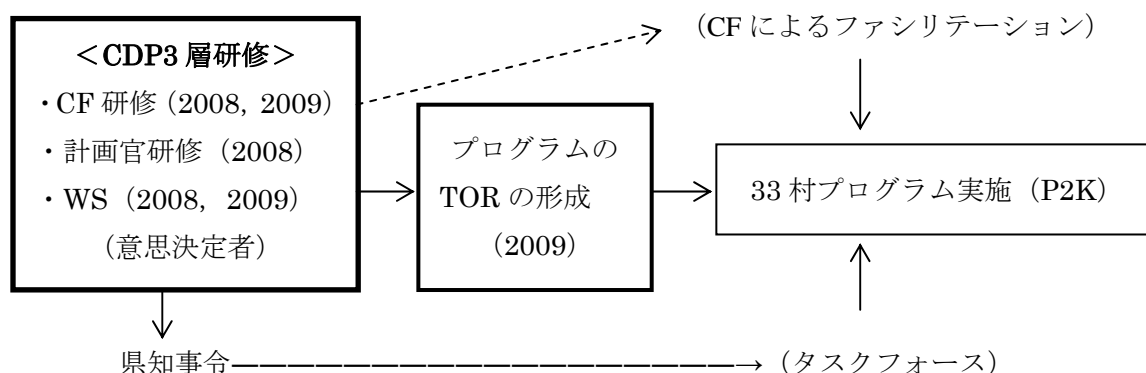 (CF によるファシリテーション)
<CDP3 層研修>
・CF 研修(2008, 2009)
・計画官研修(2008)
・WS(2008, 2009)
(意思決定者)
プログラムの
TOR の形成
(2009)
33 村プログラム実施(P2K)
県知事令
(タスクフォース)